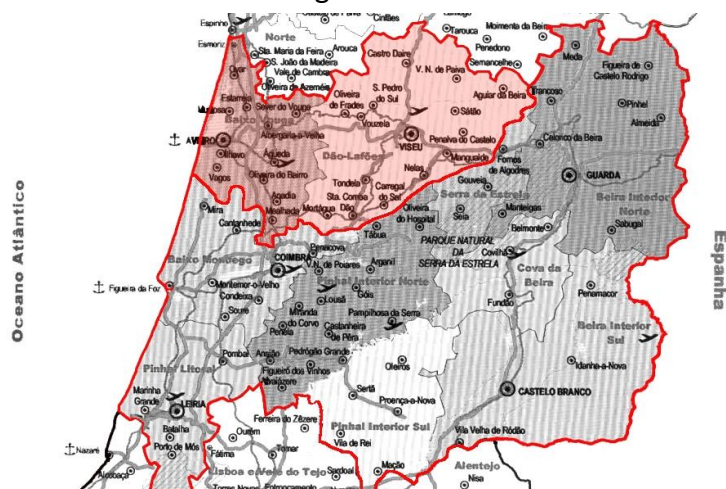 Espinho
Esmoriz
Norte
Cinfães
Tarouca
Moimenta da Beira
Penedono
Sernancelhe
Sta. Maria da Feira
Arouca
S. João da Madeira
Vale de Cambra
Oliveira de Azeméis
Castro Daire
Meda
Figueira de
Castelo Rodrigo
Ovar
V. N. de Paiva
Estarreja
Sever do Vouga
Oliveira
de Frades
S. Pedro
do Sul
Aguiar da Beira
Trancoso
Pinhel
Almeida
Baixo Vouga
Albergaria-a-Velha
Vouzela
Sátão
AVEIRO
Ílhavo
Águeda
VISEU
Penalva do Castelo
Celorico da Beira
Dão-Lafões
Mangualde
Fornos
de Algodres
Vagos
Oliveira do Bairro
Nelas
Gouveia
GUARDA
Tondela
Carregal
do Sal
Serra da Estrela
Anadia
Sta. Comba
Dão
Mortágua
Mealhada
Mira
Oliveira
do Hospital
Seia
Manteigas
Beira Interior
Norte
Sabugal
Cantanhede
Tábua
Belmonte
Penacova
COIMBRA
PARQUE NATURAL
DA
SERRA DA ESTRELA
Covilhã
Baixo Mondego
V.N. de Poiares
Arganil
Cova da
Beira
Oceano Atlântico
Espanha
Figueira da Foz
Montemor-o-Velho
Condeixa
Pinhal Interior Norte
Góis
Lousã
Penamacor
Fundão
Soure
Miranda
do Corvo
Penela
Pampilhosa da Serra
Castanheira
de Pêra
Beira Interior
Sul
Pombal
Ansião
Pedrógão Grande
Oleiros
Idanha-a-Nova
Pinhal Litoral
Figueiró dos Vinhos
Alvaiázere
Marinha
Grande
LEIRIA
Sertã
Proença-a-Nova
CASTELO BRANCO
Ferreira do Zêzere
Batalha
Ourém
Pinhal Interior Sul
Vila Velha de Ródão
Nazaré
Porto de Mós
Fátima
Tomar
Vila de Rei
Alcobaça
Lisboa e Vale do Tejo
Sardoal
Mação
Alentejo
Nisa
Torres Novas
Entroncamento